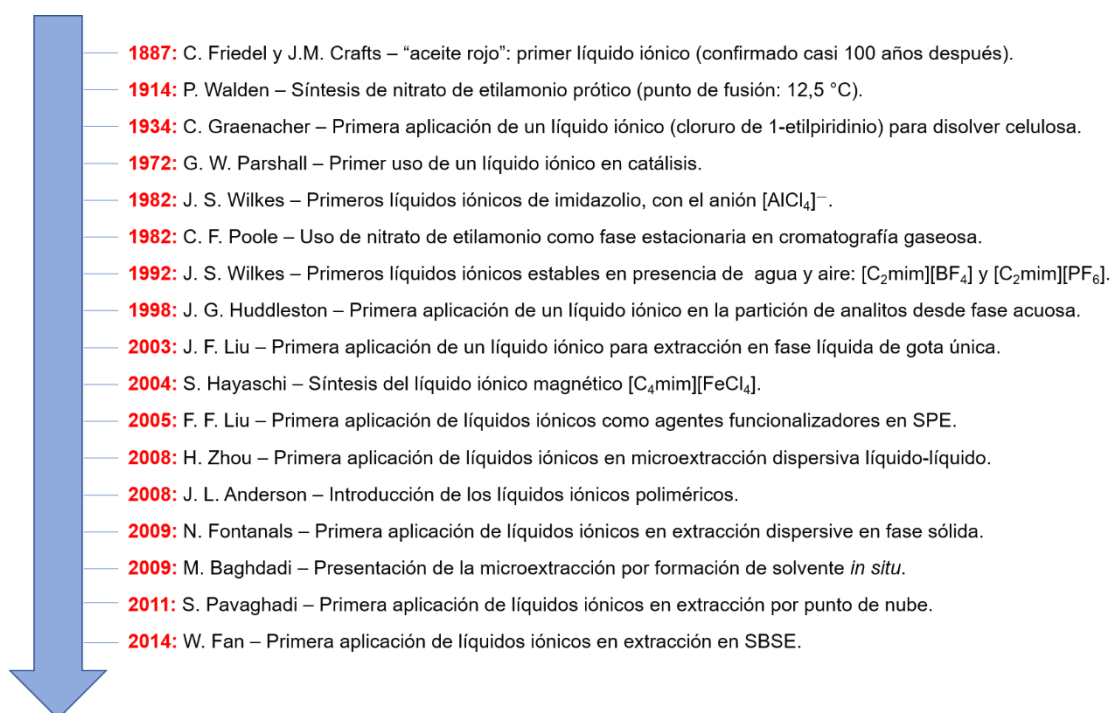 1887: C. Friedel y J.M. Crafts – “aceite rojo”: primer líquido iónico (confirmado casi 100 años después).
1914: P. Walden – Síntesis de nitrato de etilamonio prótico (punto de fusión: 12,5 °C).
1934: C. Graenacher – Primera aplicación de un líquido iónico (cloruro de 1-etilpiridinio) para disolver celulosa.
1972: G. W. Parshall – Primer uso de un líquido iónico en catálisis.
1982: J. S. Wilkes – Primeros líquidos iónicos de imidazolio, con el anión [AlCl₄]⁻.
1982: C. F. Poole – Uso de nitrato de etilamonio como fase estacionaria en cromatografía gaseosa.
1992: J. S. Wilkes – Primeros líquidos iónicos estables en presencia de agua y aire: [C₂mim][BF₄] y [C₂mim][PF₆].
1998: J. G. Huddleston – Primera aplicación de un líquido iónico en la partición de analitos desde fase acuosa.
2003: J. F. Liu – Primera aplicación de un líquido iónico para extracción en fase líquida de gota única.
2004: S. Hayaschi – Síntesis del líquido iónico magnético [C₄mim][FeCl₄].
2005: F. F. Liu – Primera aplicación de líquidos iónicos como agentes funcionalizadores en SPE.
2008: H. Zhou – Primera aplicación de líquidos iónicos en microextracción dispersiva líquido-líquido.
2008: J. L. Anderson – Introducción de los líquidos iónicos poliméricos.
2009: N. Fontanals – Primera aplicación de líquidos iónicos en extracción dispersive en fase sólida.
2009: M. Baghdadi – Presentación de la microextracción por formación de solvente in situ.
2011: S. Pavaghadi – Primera aplicación de líquidos iónicos en extracción por punto de nube.
2014: W. Fan – Primera aplicación de líquidos iónicos en extracción en SBSE.